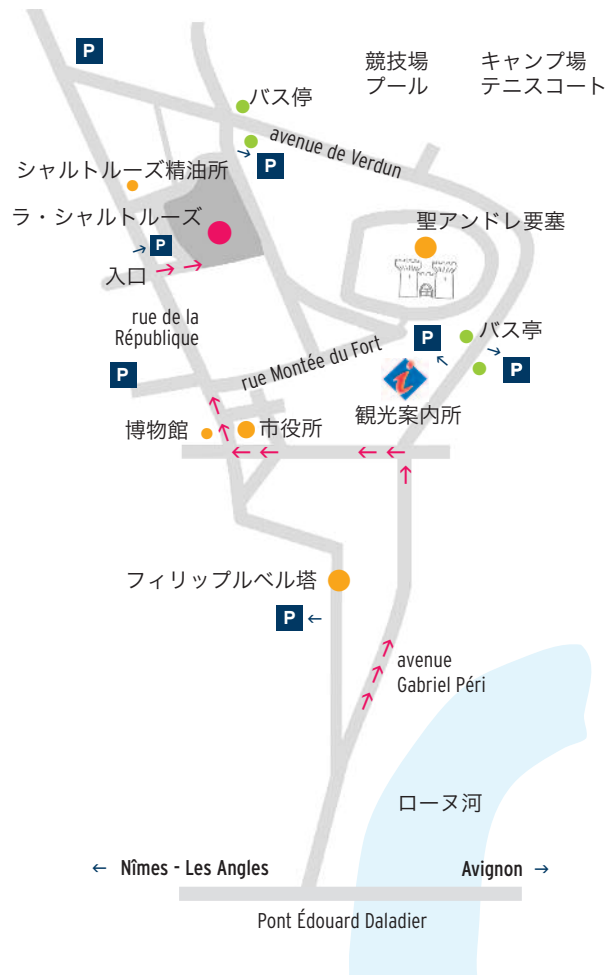 P
競技場
プール
キャンプ場
テニスコート
バス停
avenue de Verdun
→ P
シャルトルーズ精油所
ラ・シャルトルーズ
聖アンドレ要塞
→ P
入口 → →
rue de la
République
バス亭
P
→ P
P
rue Montée du Fort
i
観光案内所
博物館
市役所
フィリップルベル塔
P ←
avenue
Gabriel Péri
ローヌ河
← Nîmes - Les Angles
Avignon →
Pont Édouard Daladier